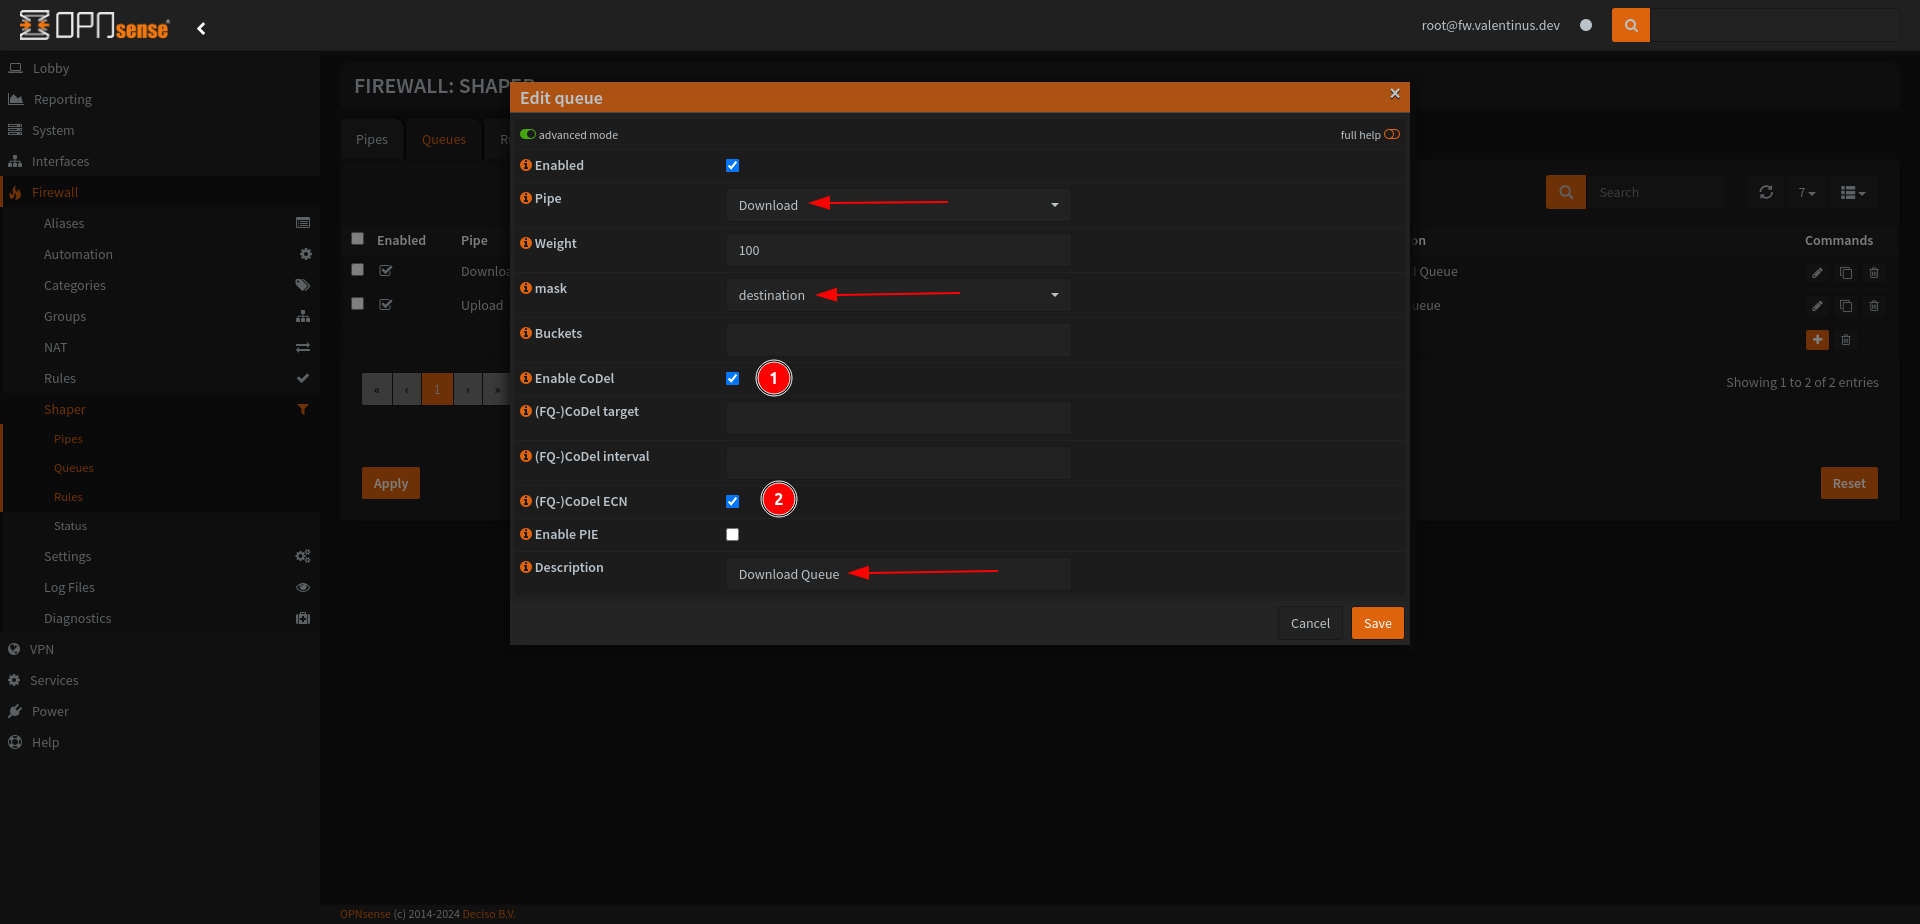 OPNsense
root@fw.valentinus.dev
Lobby
Reporting
System
Interfaces
Firewall
Aliases
Automation
Categories
Groups
NAT
Rules
Shaper
Pipes
Queues
Rules
Status
Settings
Log Files
Diagnostics
VPN
Services
Power
Help
FIREWALL: SHAPER
Pipes
Queues
Search
7
Enabled Pipe
Commands
Upload
Queue
1
Showing 1 to 2 of 2 entries
Apply
Reset
Edit queue
advanced mode
full help
Enabled
Pipe
Download
Weight
100
mask
destination
Buckets
Enable CoDel
1
(FQ-)CoDel target
(FQ-)CoDel interval
(FQ-)CoDel ECN
2
Enable PIE
Description
Download Queue
Cancel
Save
OPNsense (c) 2014-2024 Deciso B.V.